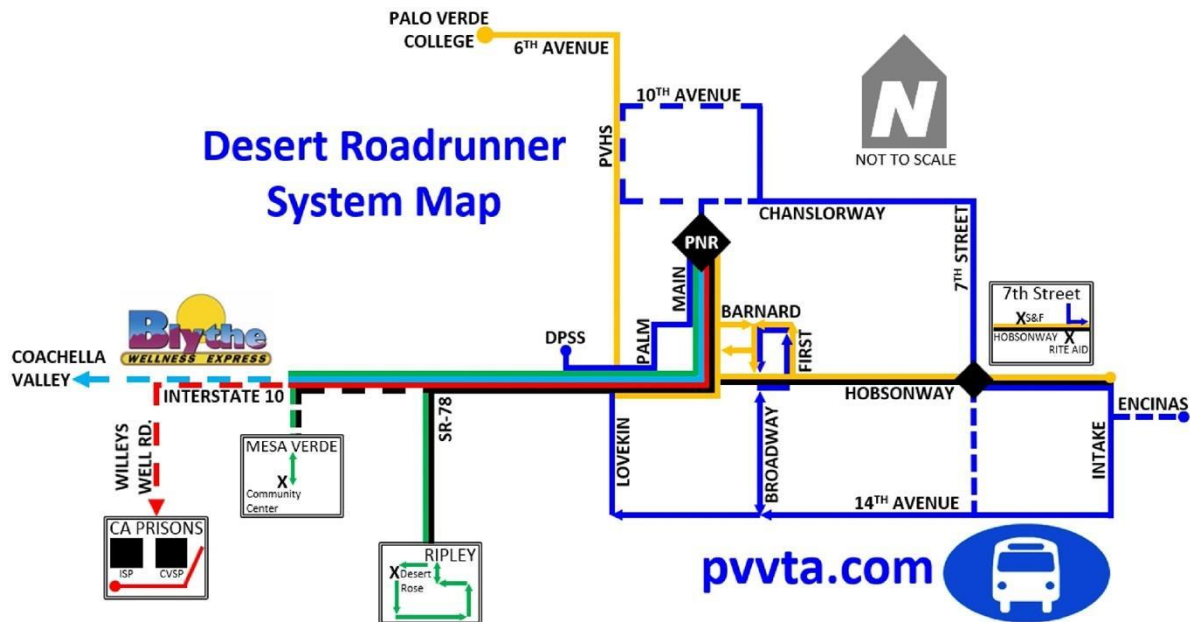 PALO VERDE
COLLEGE
6TH AVENUE
10TH AVENUE
PVHS
N
NOT TO SCALE
Desert Roadrunner
System Map
CHANSLORWAY
PNR
7TH STREET
MAIN
BARNARD
7th Street
X S&F
HOBSONWAY
X
RITE AID
Blythe
WELLNESS EXPRESS
DPSS
PALM
FIRST
COACHELLA
VALLEY
INTERSTATE 10
HOBSONWAY
ENCINAS
WILLEYS
WELL RD.
SR-78
MESA VERDE
X
Community
Center
LOVEKIN
BROADWAY
INTAKE
14TH AVENUE
CA PRISONS
ISP
CVSP
RIPLEY
X Desert
Rose
pvvta.com